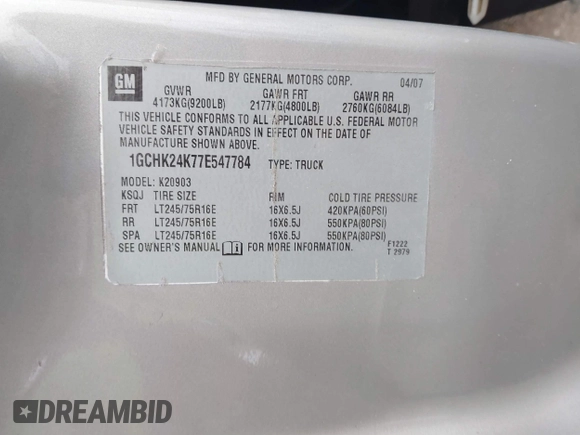 GM
MFD BY GENERAL MOTORS CORP. 04/07
GVWR GAWR FRT GAWR RR
4173KG(9200LB) 2177KG(4800LB) 2760KG(6084LB)
THIS VEHICLE CONFORMS TO ALL APPLICABLE U.S. FEDERAL MOTOR
VEHICLE SAFETY STANDARDS IN EFFECT ON THE DATE OF
MANUFACTURE SHOWN ABOVE.
1GCHK24K77E547784 TYPE: TRUCK
MODEL: K20903
KSQJ TIRE SIZE RIM COLD TIRE PRESSURE
FRT LT245/75R16E 16X6.5J 420KPA(60PSI)
RR LT245/75R16E 16X6.5J 550KPA(80PSI)
SPA LT245/75R16E 16X6.5J 550KPA(80PSI)
SEE OWNER'S MANUAL FOR MORE INFORMATION. F1222
T 2979
DREAMBID